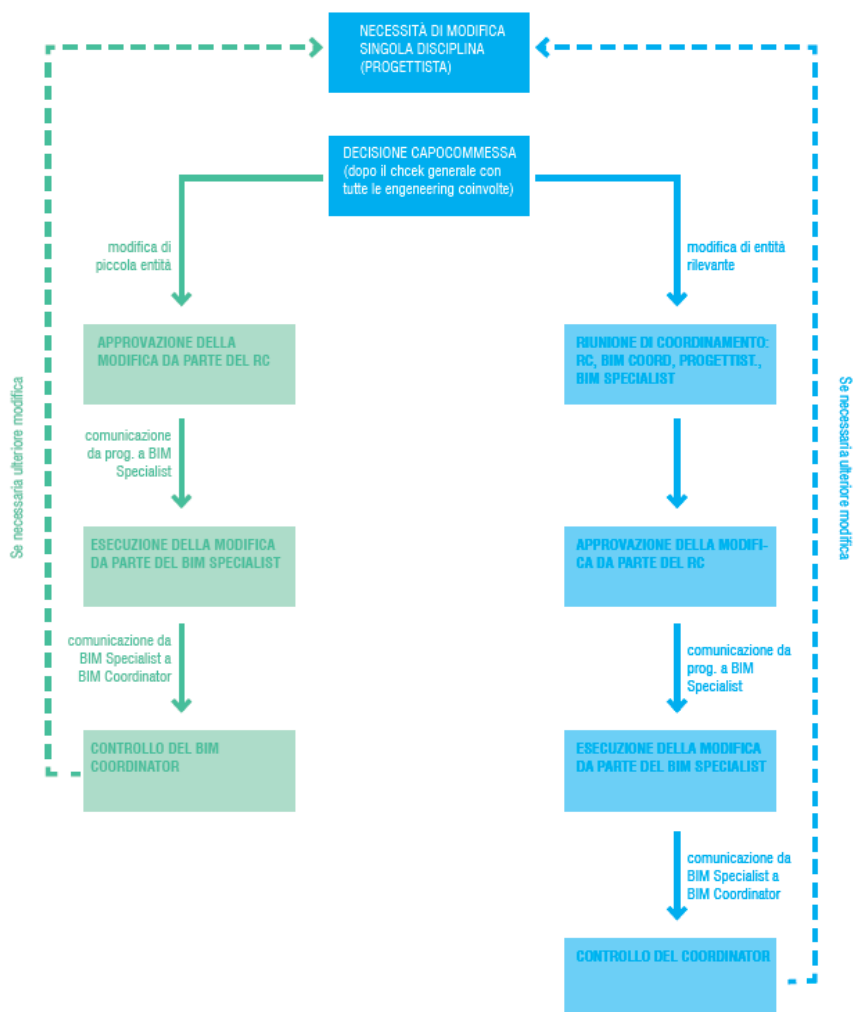 NECESSITÀ DI MODIFICA
SINGOLA DISCIPLINA
(PROGETTISTA)
DECISIONE CAPOCOMMESSA
(dopo il chcek generale con
tutte le engeneering coinvolte)
modifica di
piccola entità
modifica di entità
rilevante
APPROVAZIONE DELLA
MODIFICA DA PARTE DEL RC
RIUNIONE DI COORDINAMENTO:
RC, BIM COORD, PROGETTIST.,
BIM SPECIALIST
comunicazione
da prog. a BIM
Specialist
ESECUZIONE DELLA MODIFICA
DA PARTE DEL BIM SPECIALIST
APPROVAZIONE DELLA MODIFI-
CA DA PARTE DEL RC
comunicazione da
BIM Specialist a
BIM Coordinator
comunicazione da
prog. a BIM
Specialist
CONTROLLO DEL BIM
COORDINATOR
ESECUZIONE DELLA MODIFICA
DA PARTE DEL BIM SPECIALIST
comunicazione da
BIM Specialist a
BIM Coordinator
CONTROLLO DEL COORDINATOR
Se necessaria ulteriore modifica
Se necessaria ulteriore modifica